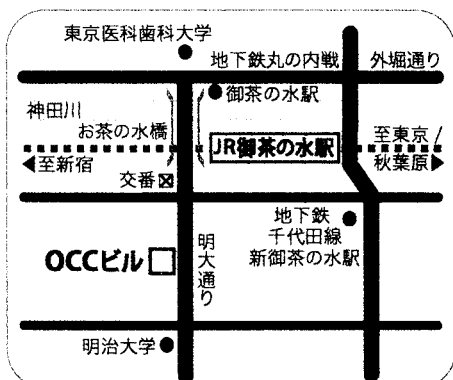 東京医科歯科大学
地下鉄丸の内戦 外堀通り
御茶の水駅
神田川
お茶の水橋
JR御茶の水駅
至東京/
秋葉原▶
◀至新宿
交番
地下鉄
千代田線
新御茶の水駅
OCCビル
明大通り
明治大学